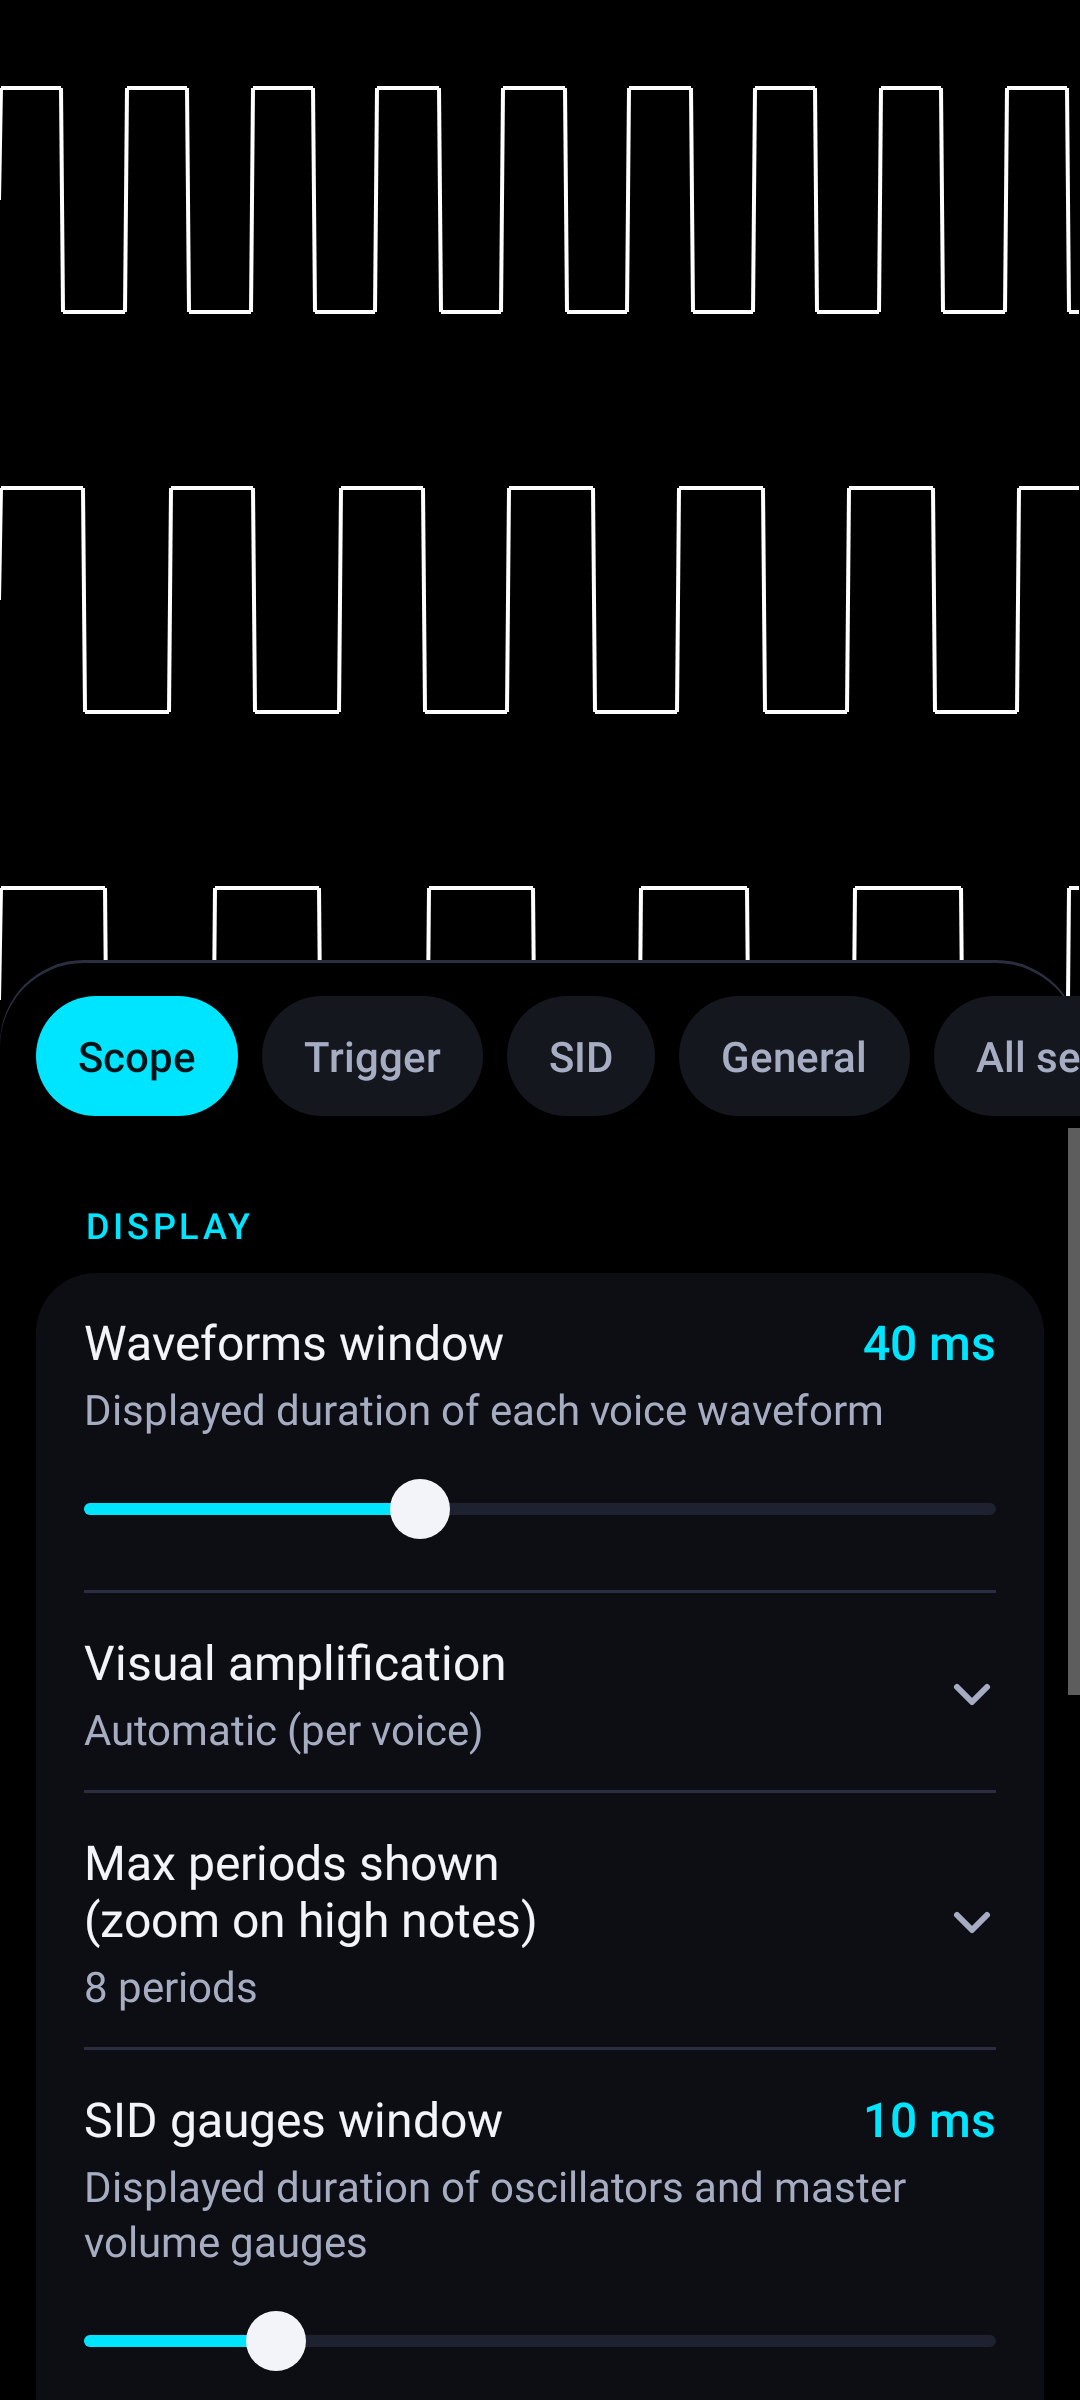 Scope
Trigger
SID
General
All se
DISPLAY
Waveforms window
40 ms
Displayed duration of each voice waveform
Visual amplification
Automatic (per voice)
Max periods shown
(zoom on high notes)
8 periods
SID gauges window
10 ms
Displayed duration of oscillators and master
volume gauges